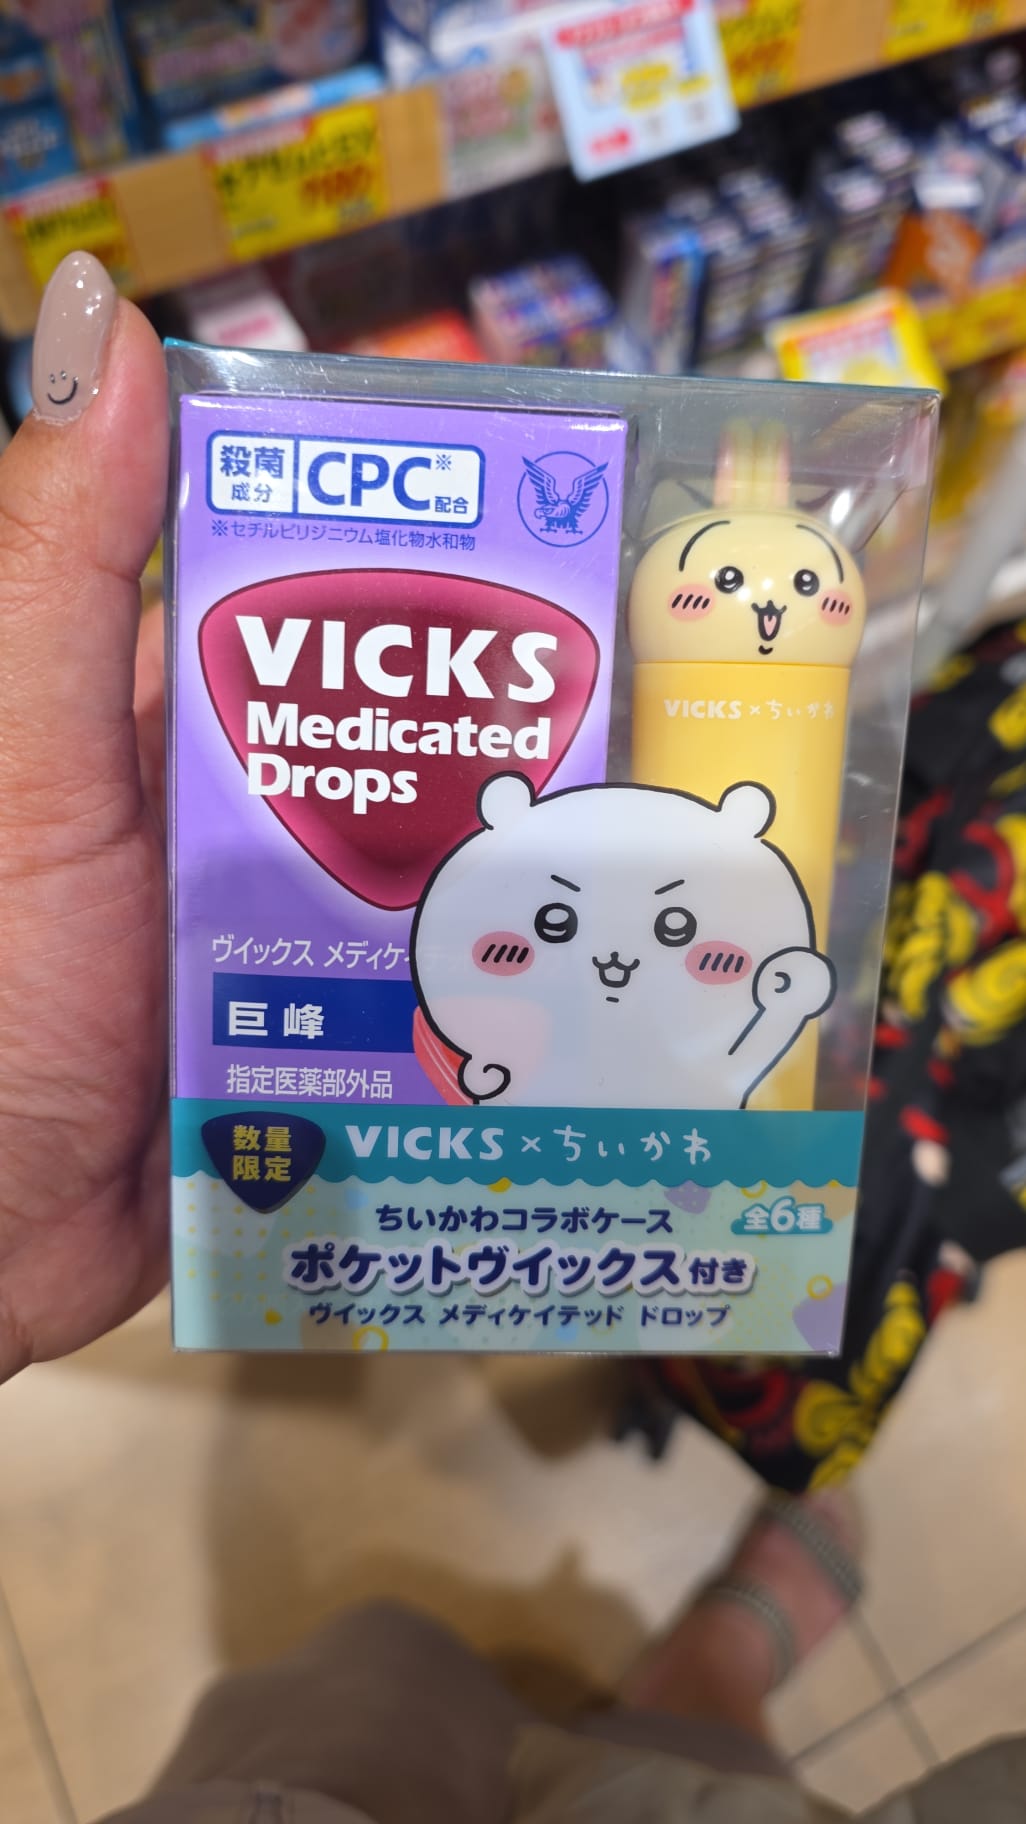 殺菌成分 CPC※配合
※セチルピリジニウム塩化物水和物
VICKS
Medicated
Drops
VICKS×ちいかわ
ヴイックス メディケイ
巨峰
指定医薬部外品
数量
限定
VICKS×ちいかわ
ちいかわコラボケース
全6種
ポケットヴイックス付き
ヴイックス メディケイテッド ドロップ